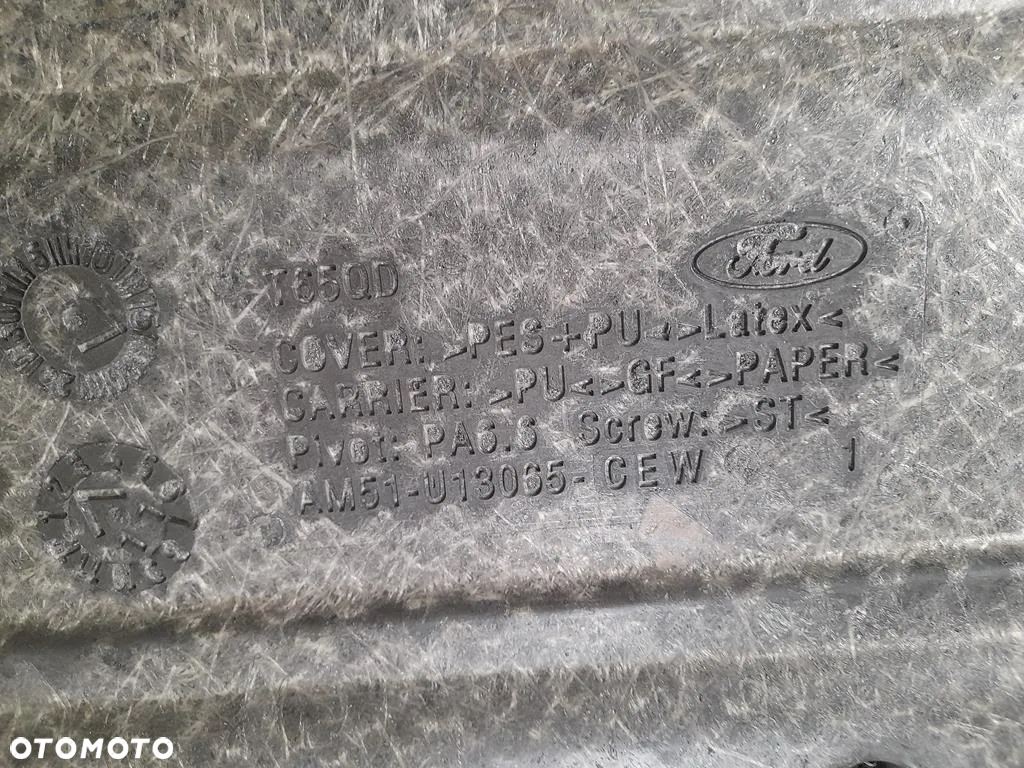 Ford
T65QD
COVER: >PES+PU<>Latex<
CARRIER: >PU<>GF<>PAPER<
Pivot: PA6.6 Screw: >ST<
AM51-U13065-CEW 1
OTOMOTO